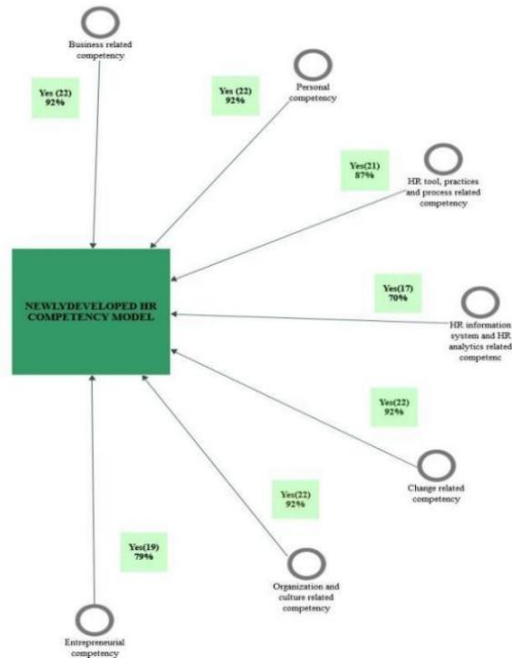 Business related
competency
Yes (22)
92%
Yes (22)
92%
Personal
competency
Yes(21)
87%
HR tool, practices
and process related
competency
NEWLYDEVELOPED HR
COMPETENCY MODEL
Yes(17)
70%
HR information
system and HR
analytics related
competenc
Yes(22)
92%
Change related
competency
Yes(22)
92%
Organization and
culture related
competency
Yes(19)
79%
Entrepreneurial
competency